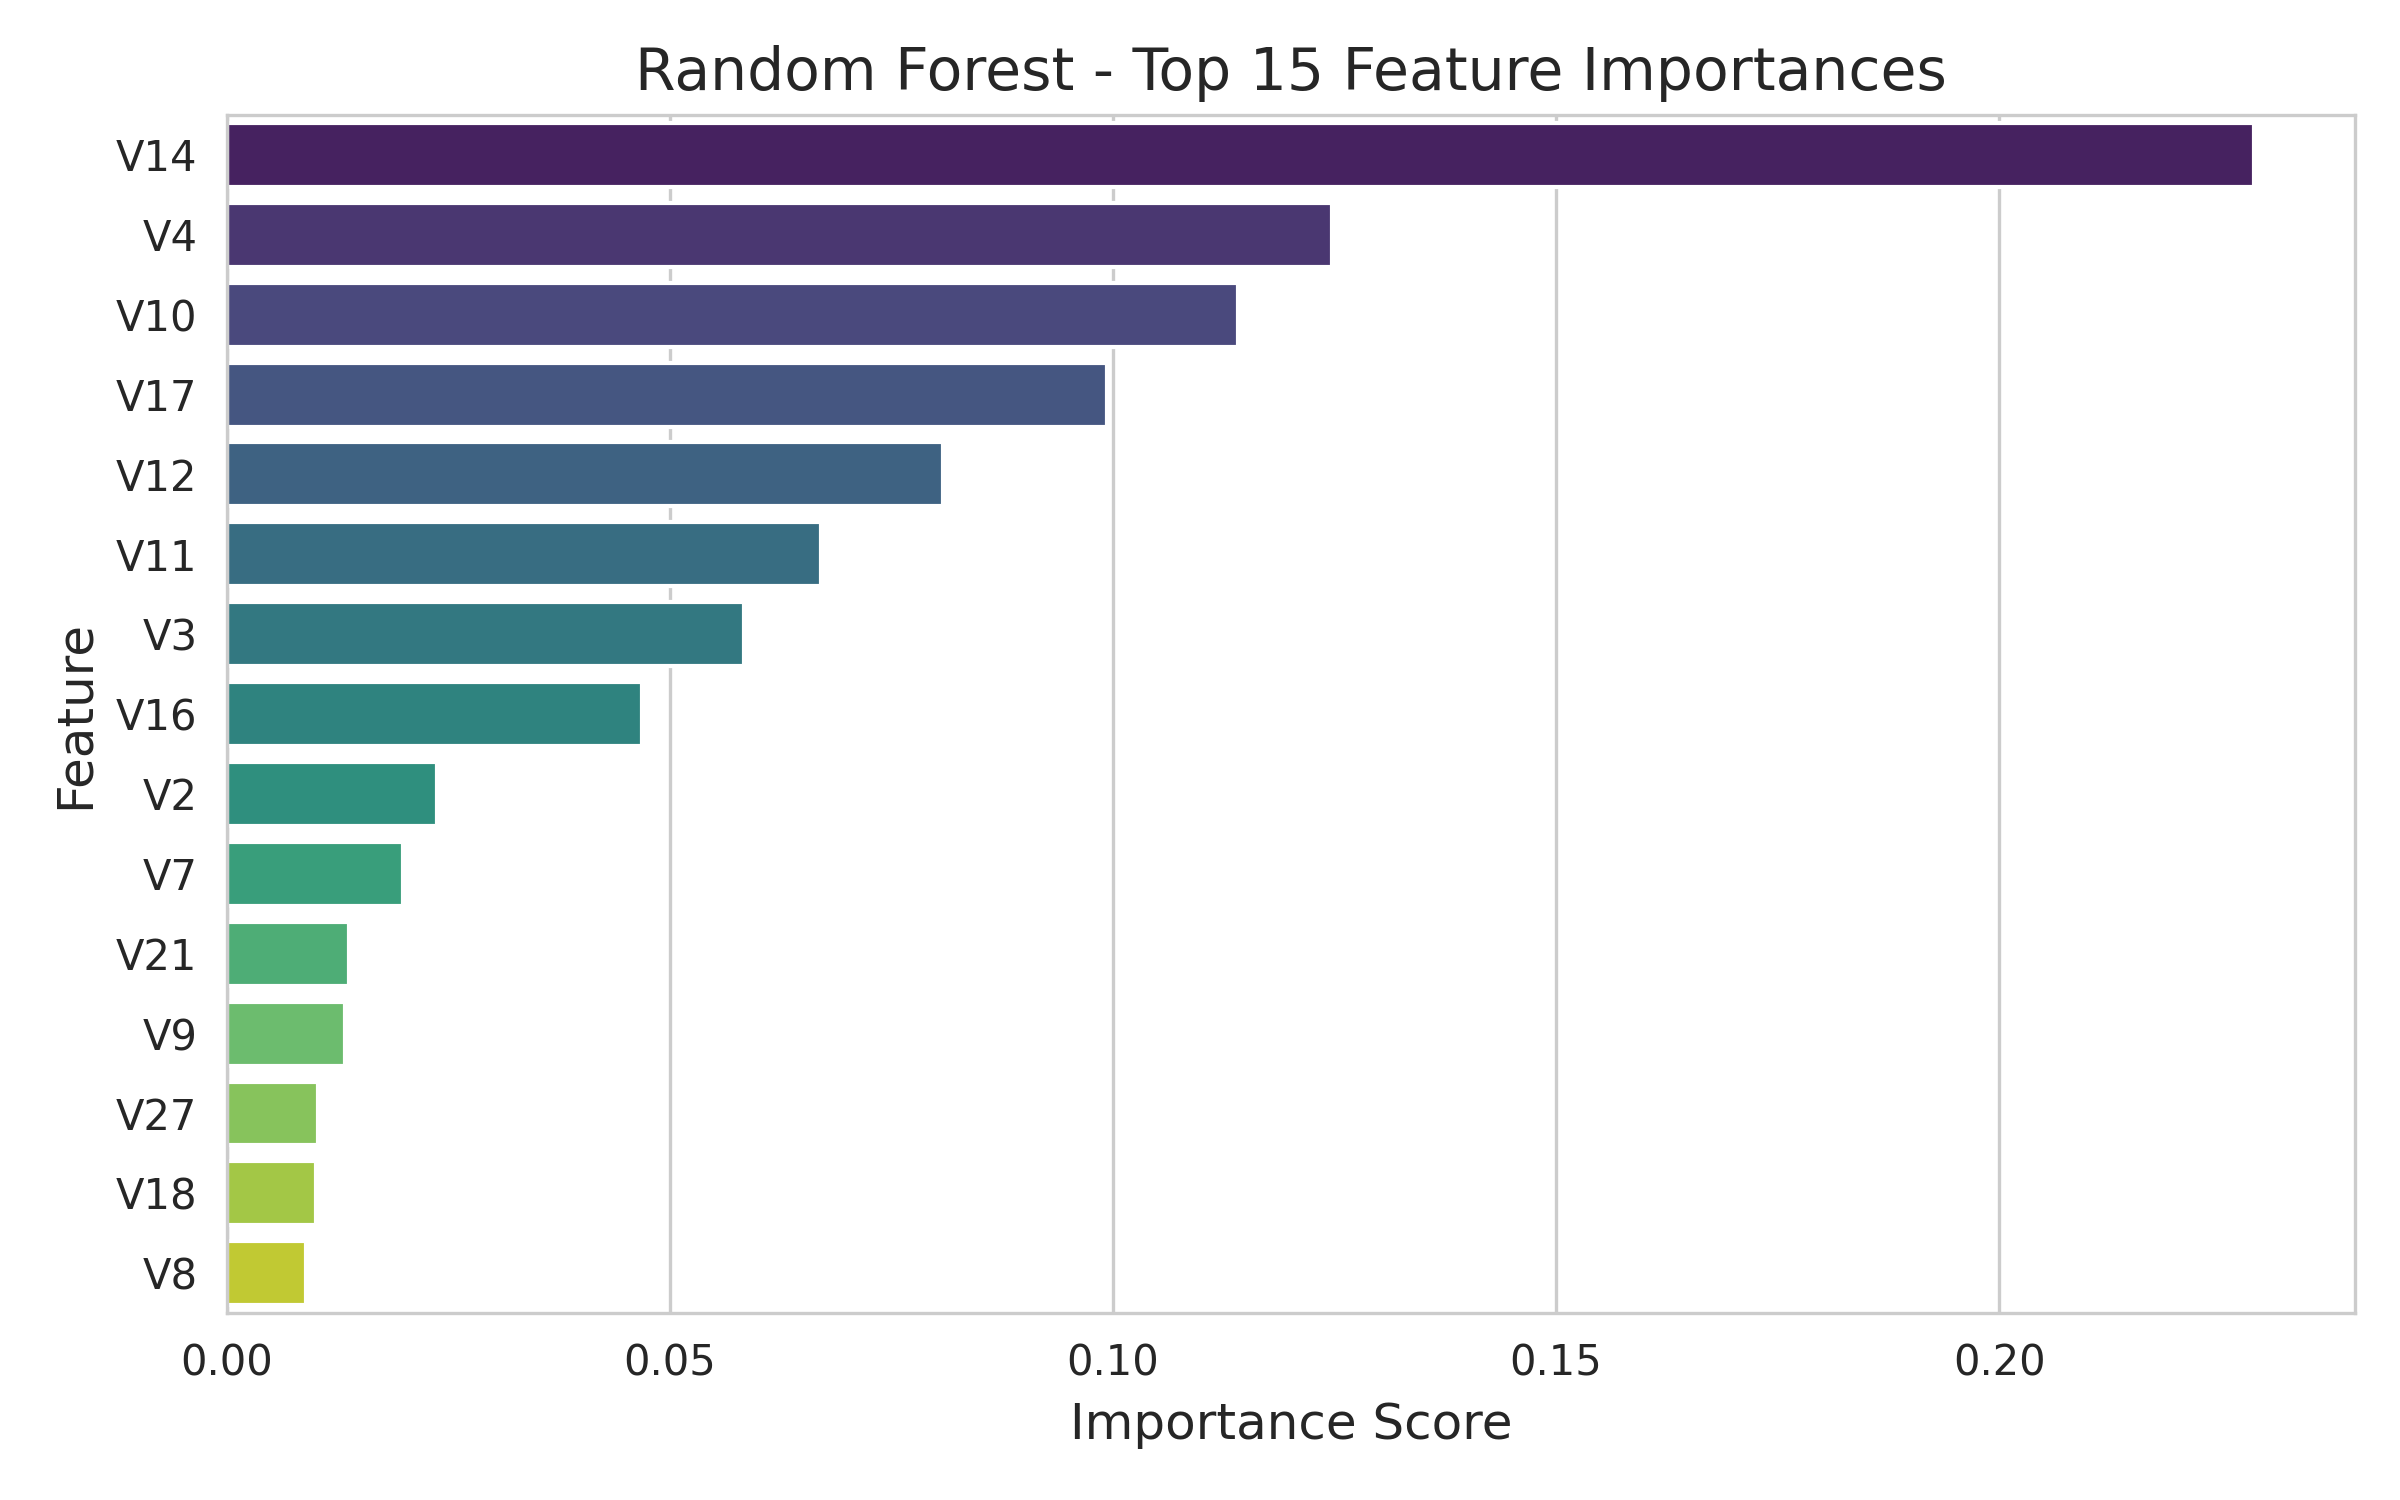 Random Forest - Top 15 Feature Importances
V14
V4
V10
V17
V12
V11
V3
V16
V2
V7
V21
V9
V27
V18
V8
Feature
0.00 0.05 0.10 0.15 0.20
Importance Score